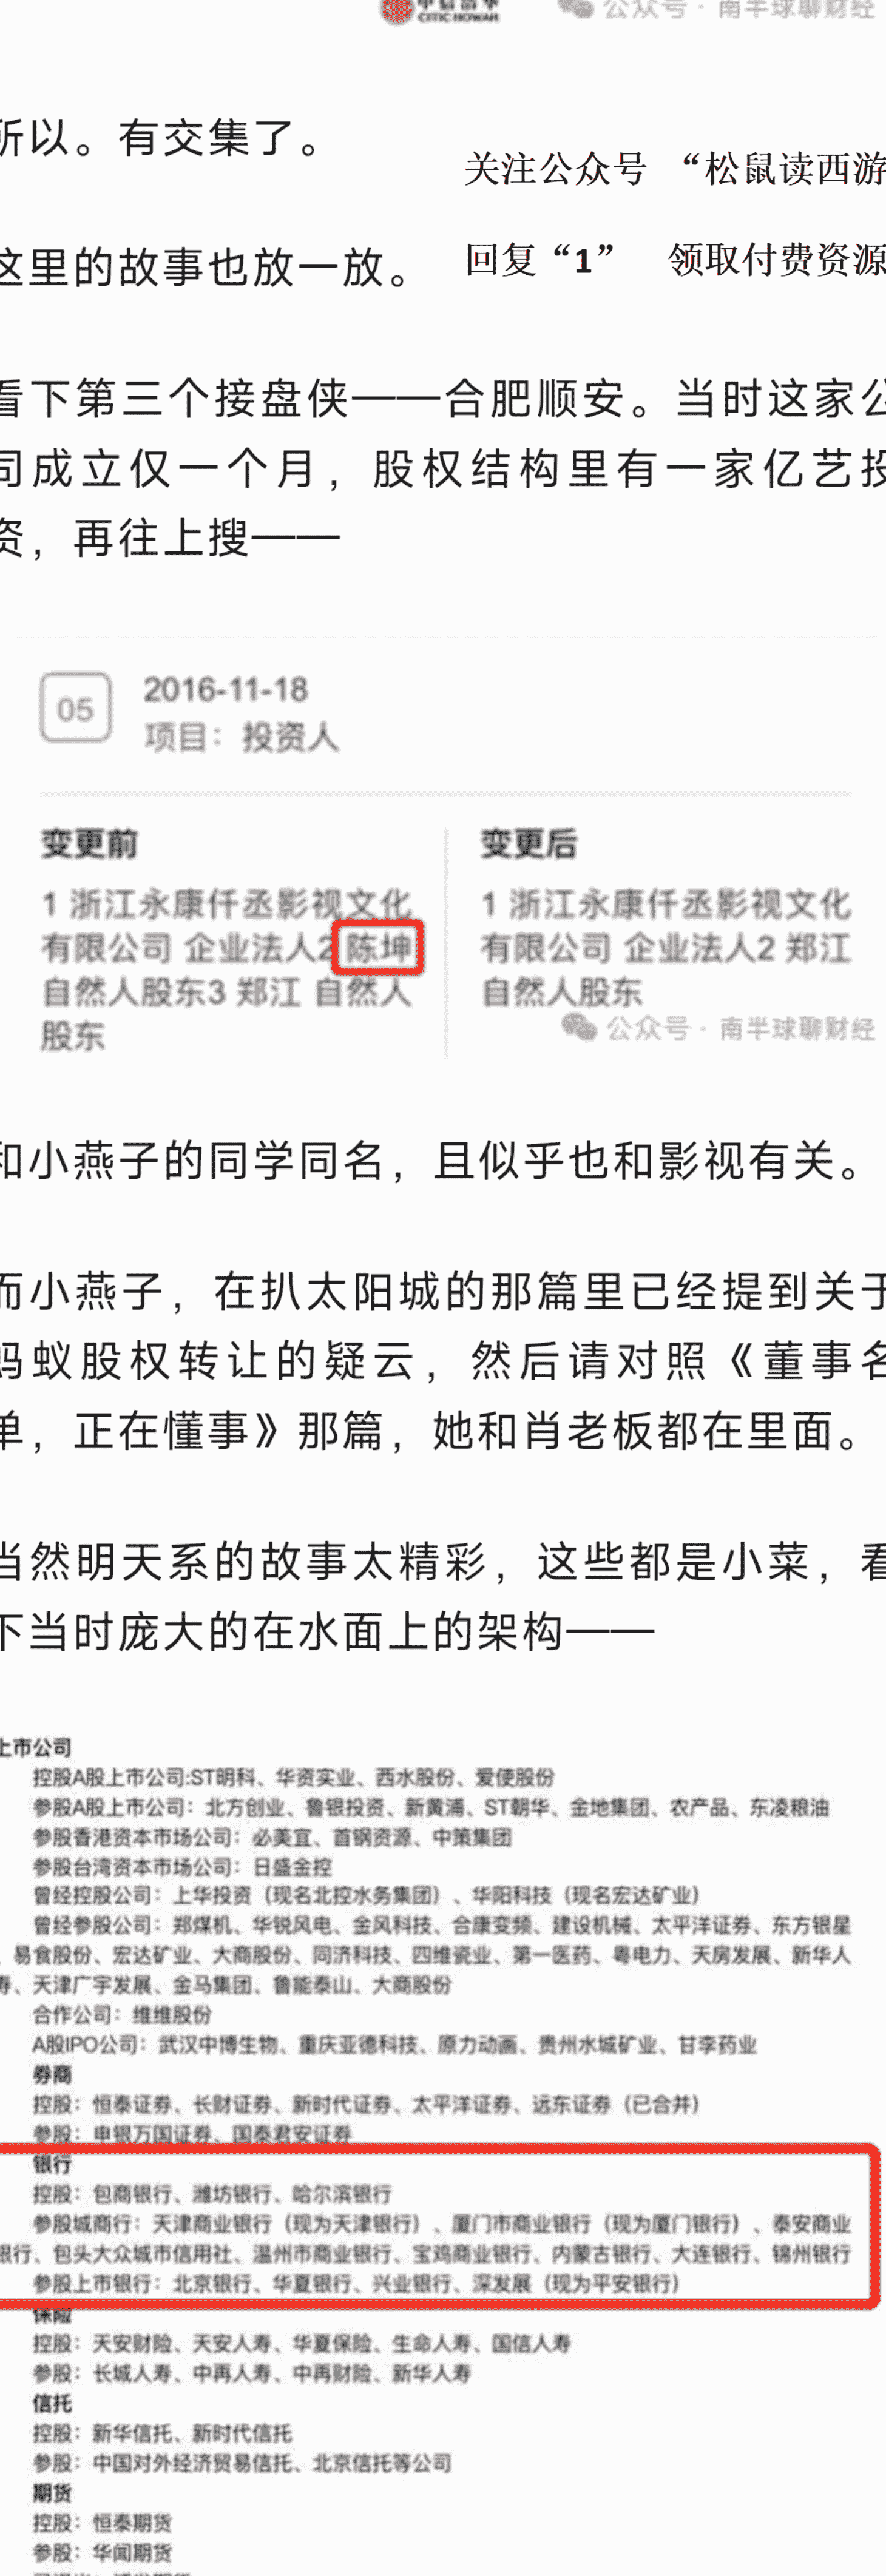 中信国华
CITIC HOWAH
公众号 · 南半球聊财经
所以。有交集了。
关注公众号 “松鼠读西游
这里的故事也放一放。
回复“1” 领取付费资源
看下第三个接盘侠——合肥顺安。当时这家公
司成立仅一个月，股权结构里有一家亿艺投
资，再往上搜——
05
2016-11-18
项目：投资人
变更前
1 浙江永康仟丞影视文化
有限公司 企业法人2 陈坤
自然人股东3 郑江 自然人
股东
变更后
1 浙江永康仟丞影视文化
有限公司 企业法人2 郑江
自然人股东
公众号 · 南半球聊财经
和小燕子的同学同名，且似乎也和影视有关。
而小燕子，在扒太阳城的那篇里已经提到关于
蚂蚁股权转让的疑云，然后请对照《董事名
单，正在懂事》那篇，她和肖老板都在里面。
当然明天系的故事太精彩，这些都是小菜，看
下当时庞大的在水面上的架构——
上市公司
控股A股上市公司:ST明科、华资实业、西水股份、爱使股份
参股A股上市公司：北方创业、鲁银投资、新黄浦、ST朝华、金地集团、农产品、东凌粮油
参股香港资本市场公司：必美宜、首钢资源、中策集团
参股台湾资本市场公司：日盛金控
曾经控股公司：上华投资（现名北控水务集团）、华阳科技（现名宏达矿业）
曾经参股公司：郑煤机、华锐风电、金风科技、合康变频、建设机械、太平洋证券、东方银星
、易食股份、宏达矿业、大商股份、同济科技、四维瓷业、第一医药、粤电力、天房发展、新华人
寿、天津广宇发展、金马集团、鲁能泰山、大商股份
合作公司：维维股份
A股IPO公司：武汉中博生物、重庆亚德科技、原力动画、贵州水城矿业、甘李药业
券商
控股：恒泰证券、长财证券、新时代证券、太平洋证券、远东证券（已合并）
参股：申银万国证券、国泰君安证券
银行
控股：包商银行、潍坊银行、哈尔滨银行
参股城商行：天津商业银行（现为天津银行）、厦门市商业银行（现为厦门银行）、泰安商业
银行、包头大众城市信用社、温州市商业银行、宝鸡商业银行、内蒙古银行、大连银行、锦州银行
参股上市银行：北京银行、华夏银行、兴业银行、深发展（现为平安银行）
保险
控股：天安财险、天安人寿、华夏保险、生命人寿、国信人寿
参股：长城人寿、中再人寿、中再财险、新华人寿
信托
控股：新华信托、新时代信托
参股：中国对外经济贸易信托、北京信托等公司
期货
控股：恒泰期货
参股：华闻期货